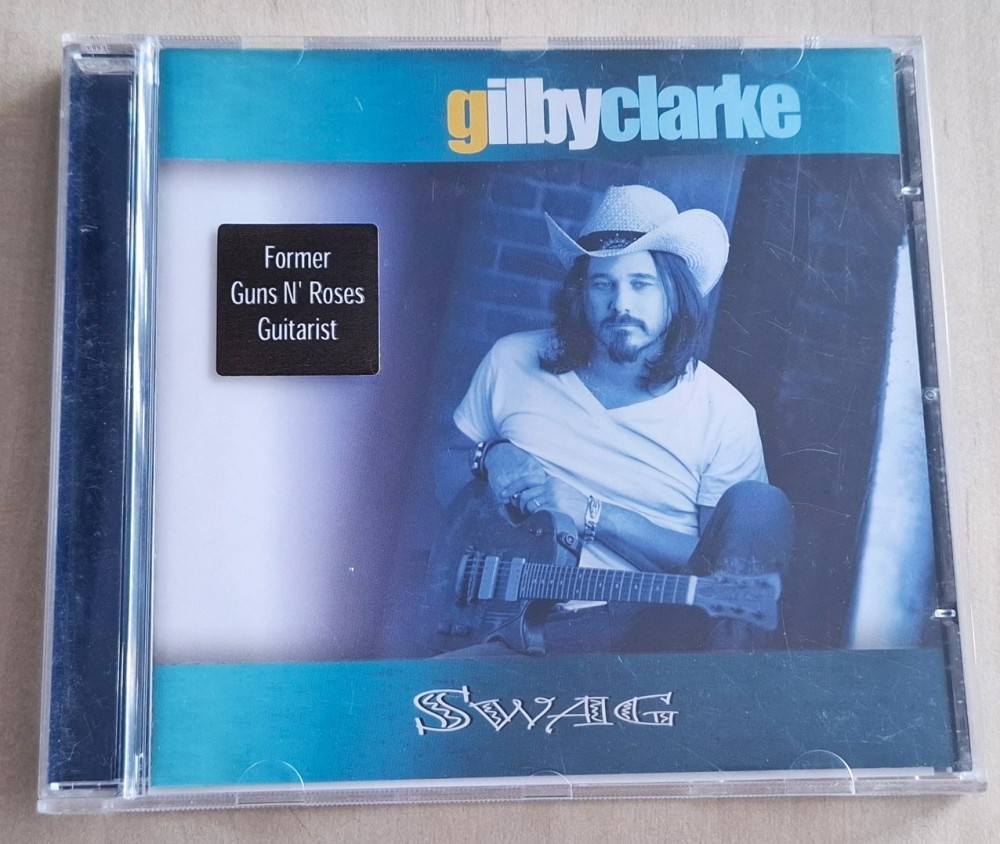 gilbyclarke
Former
Guns N' Roses
Guitarist
SWAG